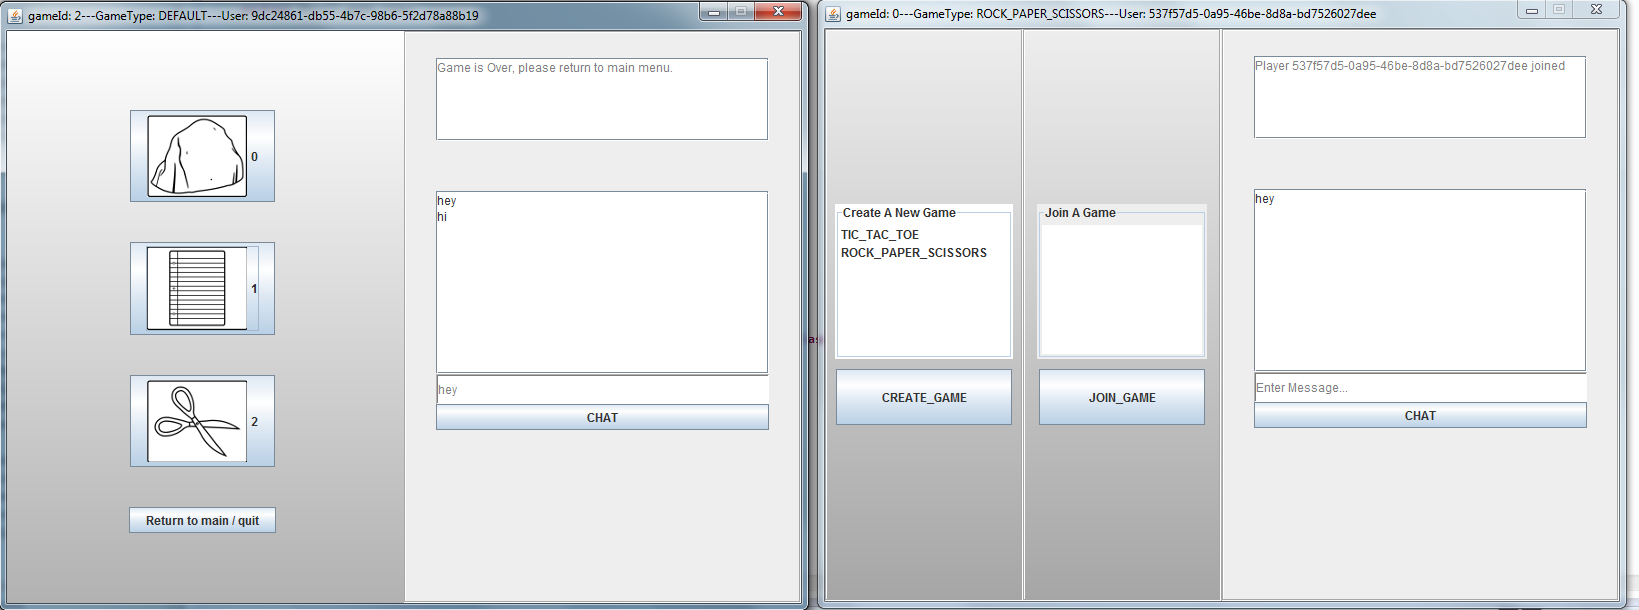 gameId: 2---GameType: DEFAULT---User: 9dc24861-db55-4b7c-98b6-5f2d78a88b19
Game is Over, please return to main menu.
0
1
2
Return to main / quit
hey
hi
hey
CHAT
gameId: 0---GameType: ROCK_PAPER_SCISSORS---User: 537f57d5-0a95-46be-8d8a-bd7526027dee
Create A New Game
TIC_TAC_TOE
ROCK_PAPER_SCISSORS
CREATE_GAME
Join A Game
JOIN_GAME
Player 537f57d5-0a95-46be-8d8a-bd7526027dee joined
hey
Enter Message...
CHAT